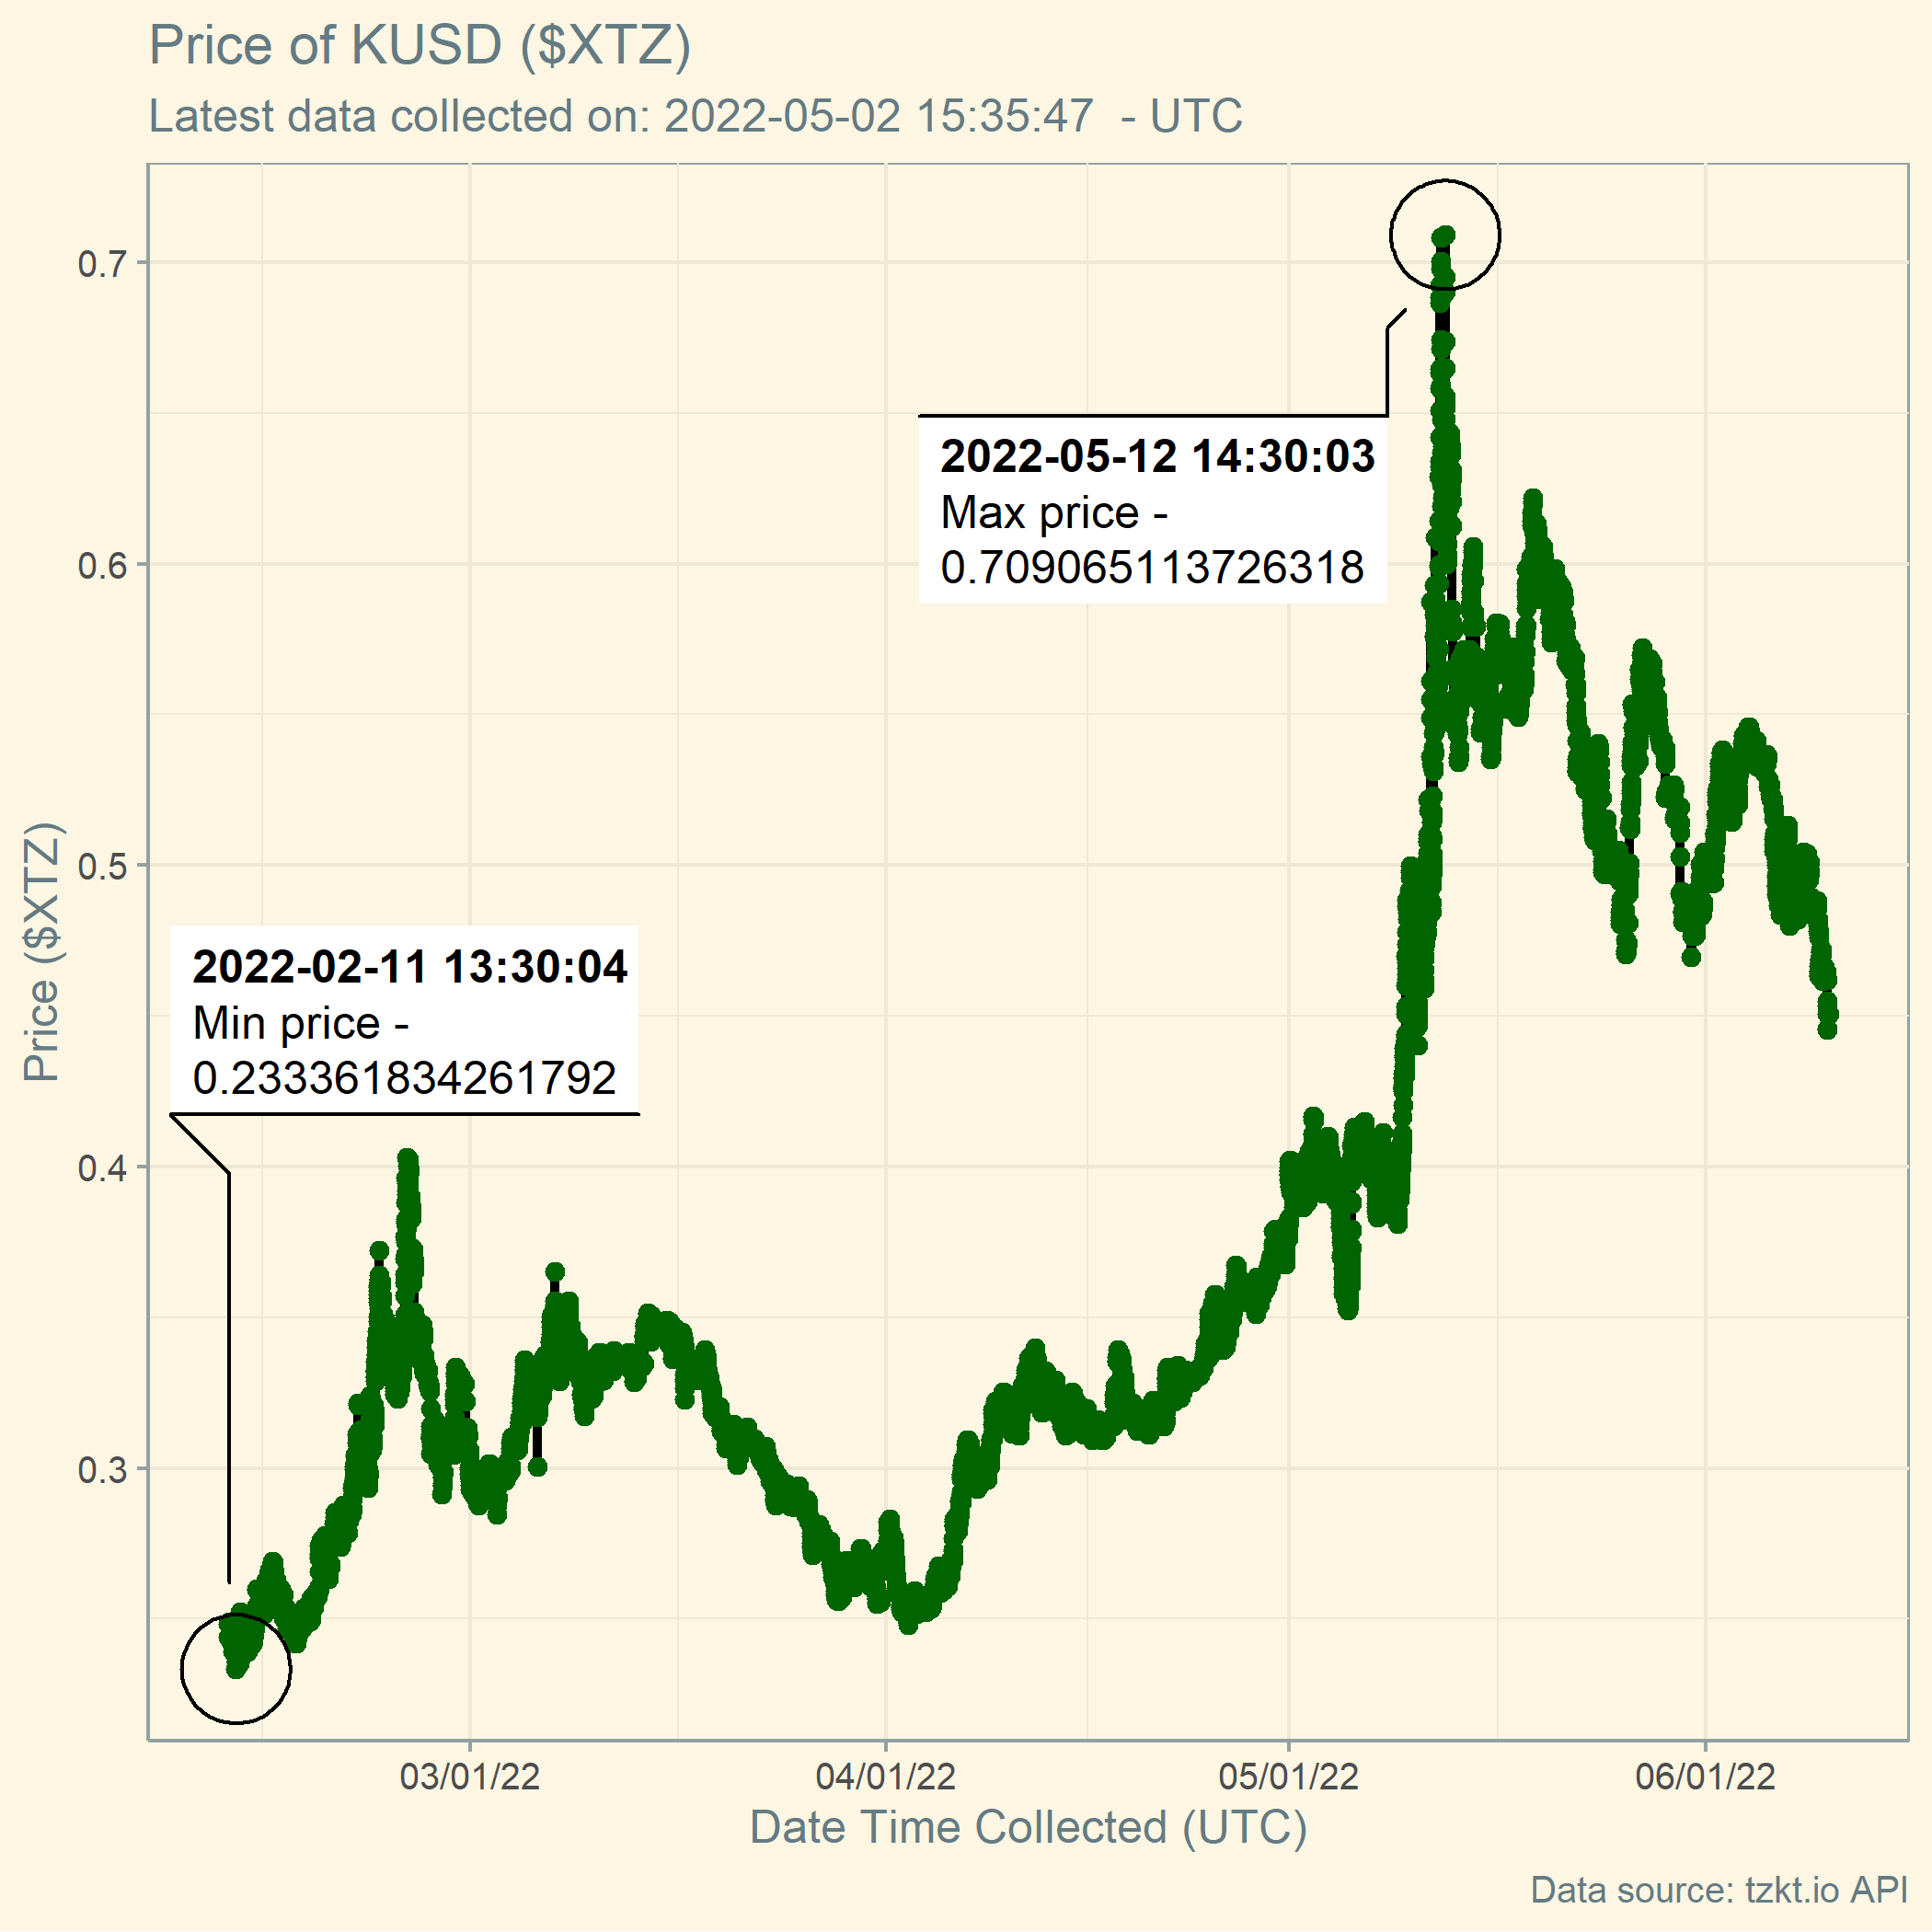 Price of KUSD ($XTZ)
Latest data collected on: 2022-05-02 15:35:47  - UTC
0.7
0.6
0.5
0.4
0.3
Price ($XTZ)
2022-05-12 14:30:03
Max price -
0.709065113726318
2022-02-11 13:30:04
Min price -
0.233361834261792
03/01/22
04/01/22
05/01/22
06/01/22
Date Time Collected (UTC)
Data source: tzkt.io API